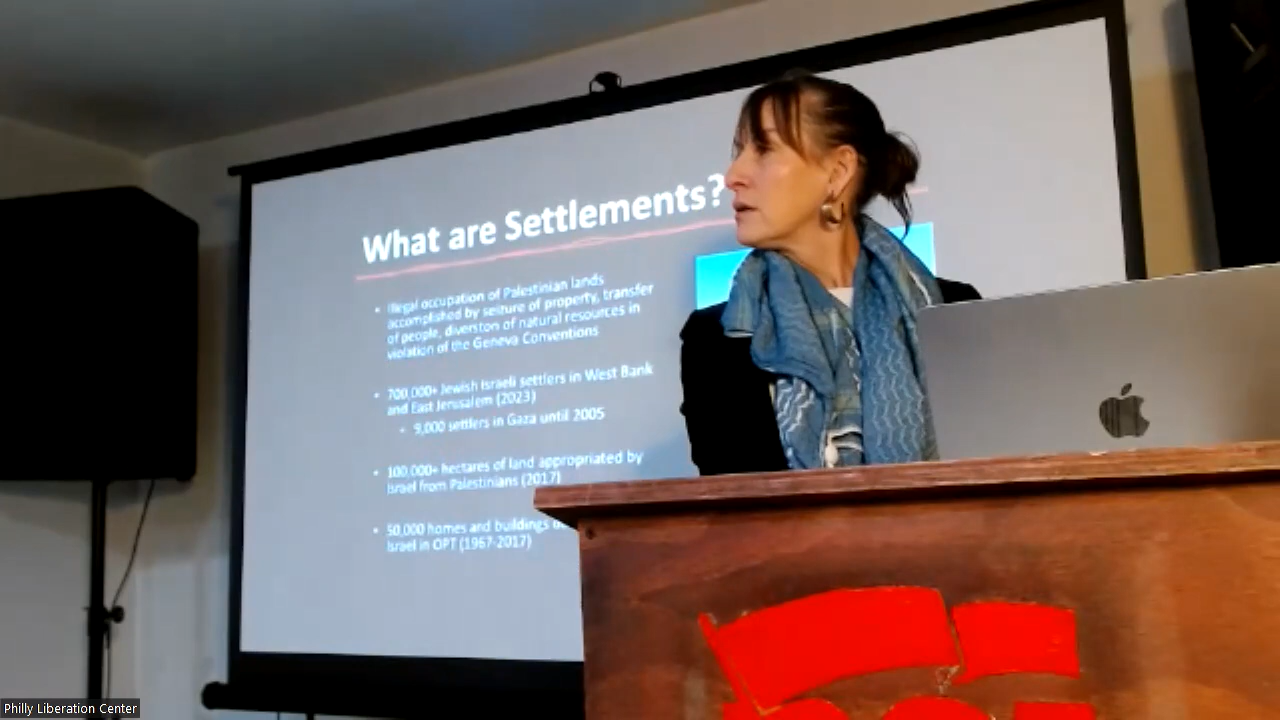 What are Settlements?
• Illegal occupation of Palestinian lands
accomplished by seizure of property, transfer
of people, diversion of natural resources in
violation of the Geneva Conventions
• 700,000+ Jewish Israeli settlers in West Bank
and East Jerusalem (2023)
• 9,000 settlers in Gaza until 2005
• 100,000+ hectares of land appropriated by
Israel from Palestinians (2017)
• 50,000 homes and buildings
Israel in OPT (1967-2017)
Philly Liberation Center